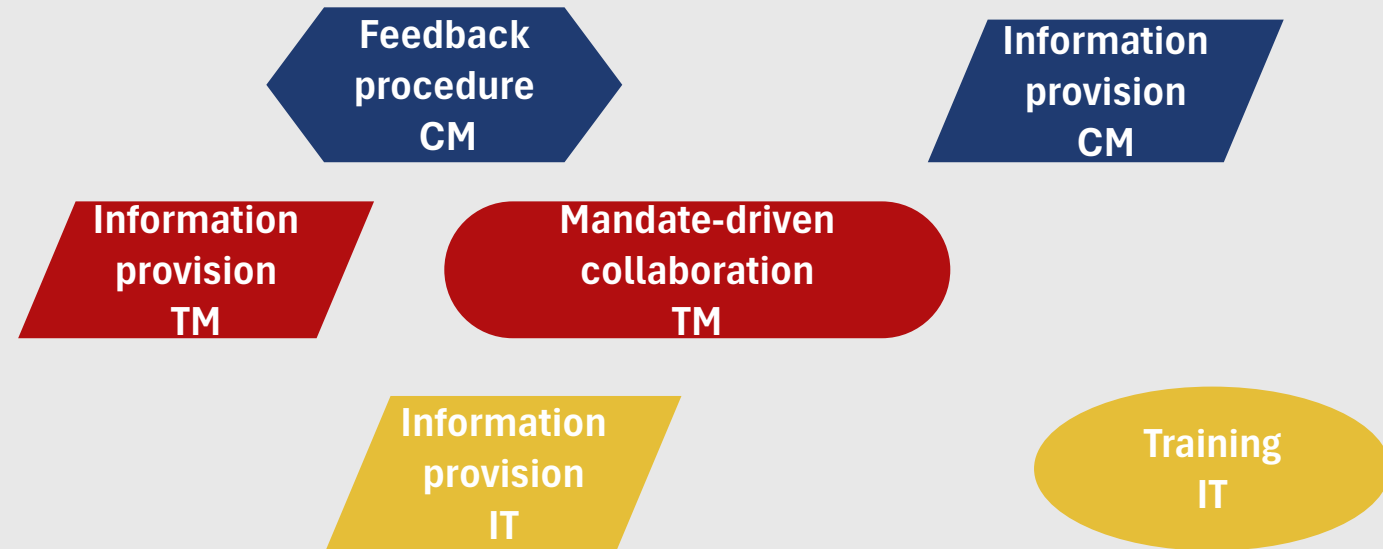 Feedback
procedure
CM
Information
provision
CM
Information
provision
TM
Mandate-driven
collaboration
TM
Information
provision
IT
Training
IT